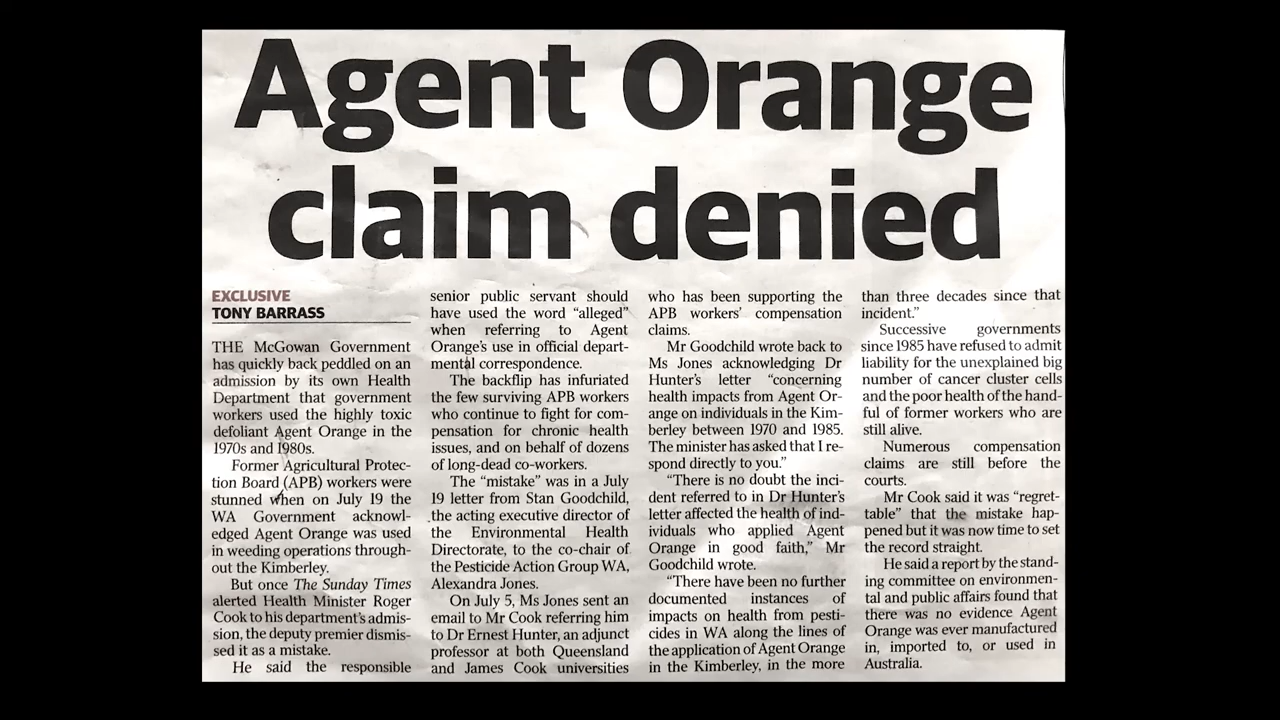 Agent Orange
claim denied
EXCLUSIVE
TONY BARRASS
THE McGowan Government
has quickly back peddled on an
admission by its own Health
Department that government
workers used the highly toxic
defoliant Agent Orange in the
1970s and 1980s.
Former Agricultural Protec-
tion Board (APB) workers were
stunned when on July 19 the
WA Government acknowl-
edged Agent Orange was used
in weeding operations through-
out the Kimberley.
But once The Sunday Times
alerted Health Minister Roger
Cook to his department's admis-
sion, the deputy premier dismis-
sed it as a mistake.
He said the responsible
senior public servant should
have used the word "alleged"
when referring to Agent
Orange's use in official depart-
mental correspondence.
The backflip has infuriated
the few surviving APB workers
who continue to fight for com-
pensation for chronic health
issues, and on behalf of dozens
of long-dead co-workers.
The "mistake" was in a July
19 letter from Stan Goodchild,
the acting executive director of
the Environmental Health
Directorate, to the co-chair of
the Pesticide Action Group WA,
Alexandra Jones.
On July 5, Ms Jones sent an
email to Mr Cook referring him
to Dr Ernest Hunter, an adjunct
professor at both Queensland
and James Cook universities
who has been supporting the
APB workers' compensation
claims.
Mr Goodchild wrote back to
Ms Jones acknowledging Dr
Hunter's letter "concerning
health impacts from Agent Or-
ange on individuals in the Kim-
berley between 1970 and 1985.
The minister has asked that I re-
spond directly to you."
"There is no doubt the inci-
dent referred to in Dr Hunter's
letter affected the health of ind-
ividuals who applied Agent
Orange in good faith," Mr
Goodchild wrote.
"There have been no further
documented instances of
impacts on health from pesti-
cides in WA along the lines of
the application of Agent Orange
in the Kimberley, in the more
than three decades since that
incident."
Successive governments
since 1985 have refused to admit
liability for the unexplained big
number of cancer cluster cells
and the poor health of the hand-
ful of former workers who are
still alive.
Numerous compensation
claims are still before the
courts.
Mr Cook said it was "regret-
table" that the mistake hap-
pened but it was now time to set
the record straight.
He said a report by the stand-
ing committee on environmen-
tal and public affairs found that
there was no evidence Agent
Orange was ever manufactured
in, imported to, or used in
Australia.